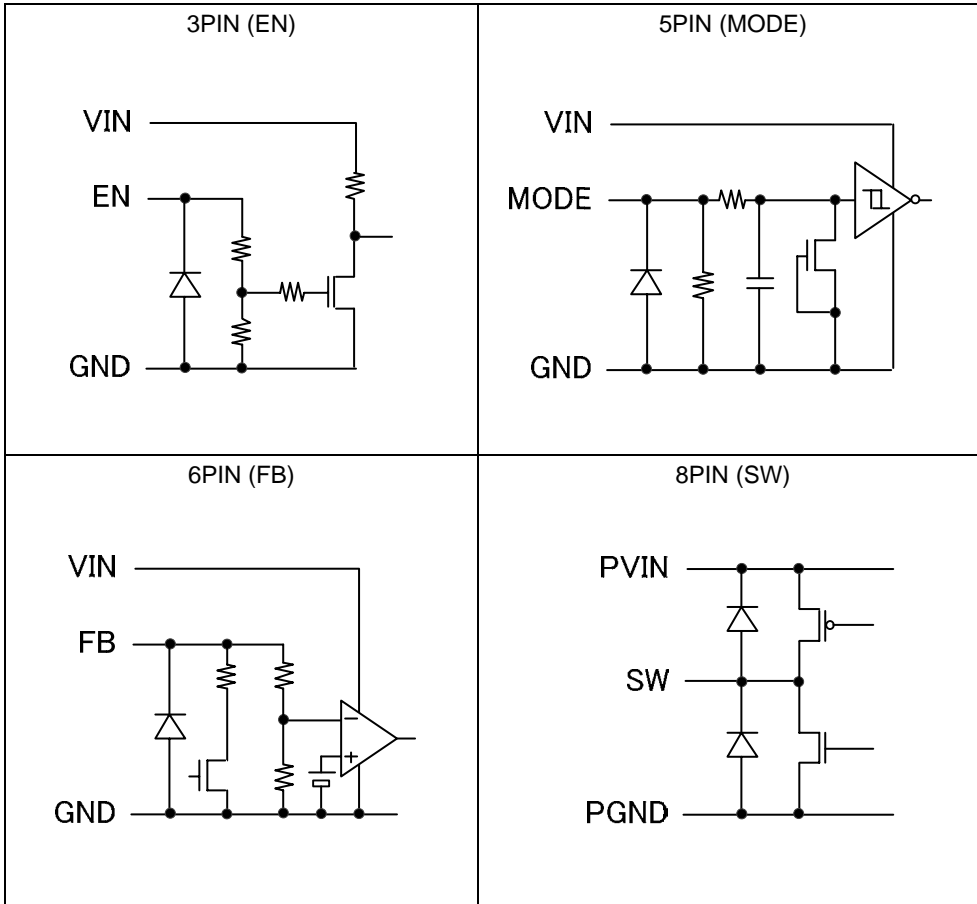 3PIN (EN)
VIN
EN
GND
5PIN (MODE)
VIN
MODE
GND
6PIN (FB)
VIN
FB
GND
8PIN (SW)
PVIN
SW
PGND